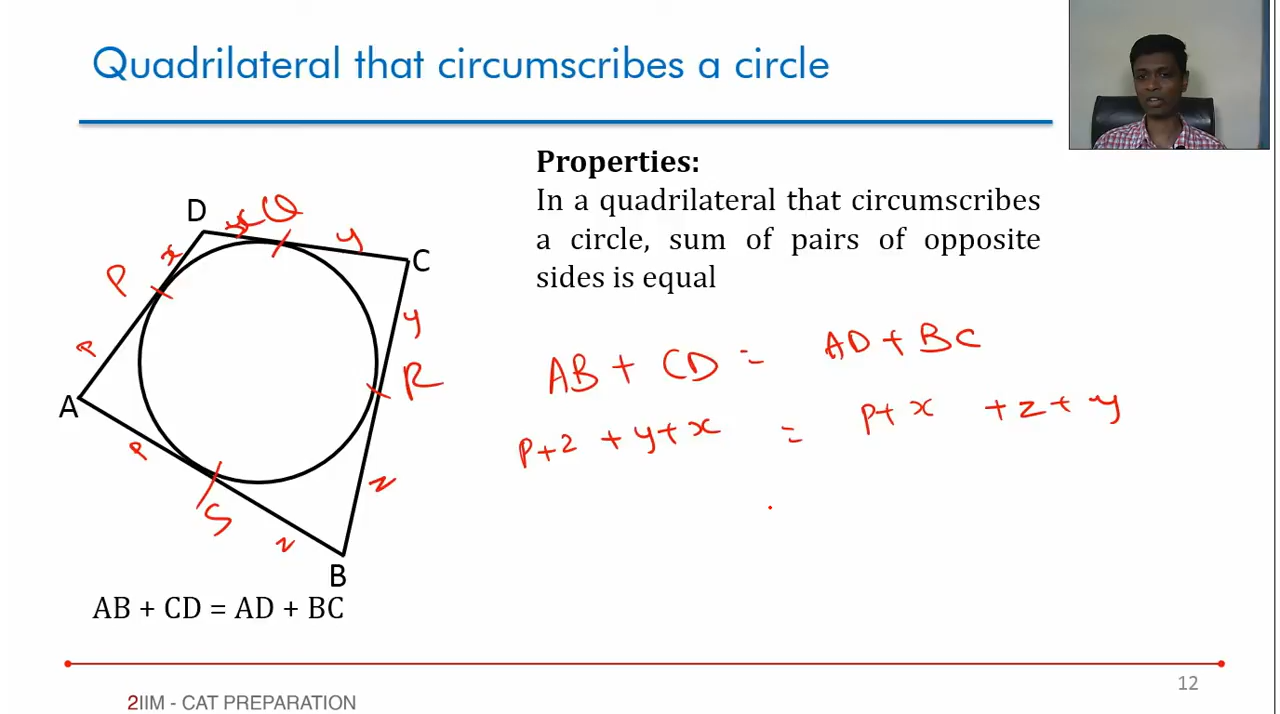 Quadrilateral that circumscribes a circle
Properties:
In a quadrilateral that circumscribes
a circle, sum of pairs of opposite
sides is equal
D
x Q
y
C
x
P
y
P
A
R
P
S
z
z
B
AB + CD = AD + BC
P+z + y+x = P+x + z+y
AB + CD = AD + BC
12
2IIM - CAT PREPARATION